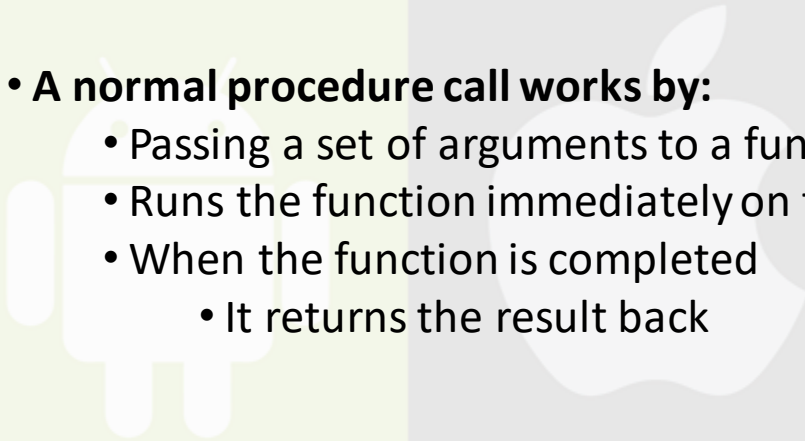 • A normal procedure call works by:
• Passing a set of arguments to a fun
• Runs the function immediately on
• When the function is completed
• It returns the result back